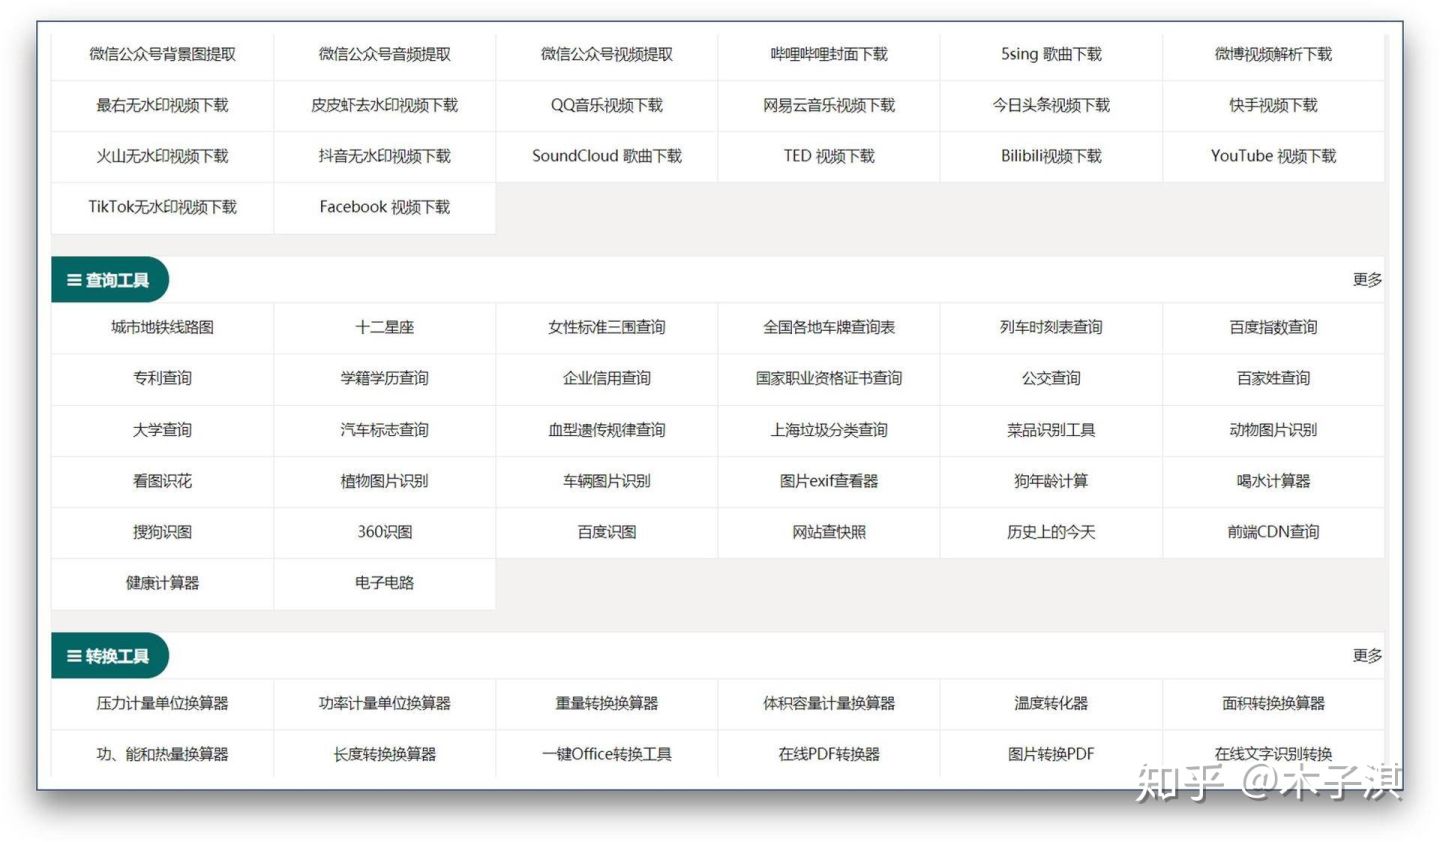 微信公众号背景图提取 微信公众号音频提取 微信公众号视频提取 哔哩哔哩封面下载 5sing 歌曲下载 微博视频解析下载
最右无水印视频下载 皮皮虾去水印视频下载 QQ音乐视频下载 网易云音乐视频下载 今日头条视频下载 快手视频下载
火山无水印视频下载 抖音无水印视频下载 SoundCloud 歌曲下载 TED 视频下载 Bilibili视频下载 YouTube 视频下载
TikTok无水印视频下载 Facebook 视频下载
查询工具 更多
城市地铁线路图 十二星座 女性标准三围查询 全国各地车牌查询表 列车时刻表查询 百度指数查询
专利查询 学籍学历查询 企业信用查询 国家职业资格证书查询 公交查询 百家姓查询
大学查询 汽车标志查询 血型遗传规律查询 上海垃圾分类查询 菜品识别工具 动物图片识别
看图识花 植物图片识别 车辆图片识别 图片exif查看器 狗年龄计算 喝水计算器
搜狗识图 360识图 百度识图 网站查快照 历史上的今天 前端CDN查询
健康计算器 电子电路
转换工具 更多
压力计量单位换算器 功率计量单位换算器 重量转换换算器 体积容量计量换算器 温度转化器 面积转换换算器
功、能和热量换算器 长度转换换算器 一键Office转换工具 在线PDF转换器 图片转换PDF 在线文字识别转换
知乎 @木子淇